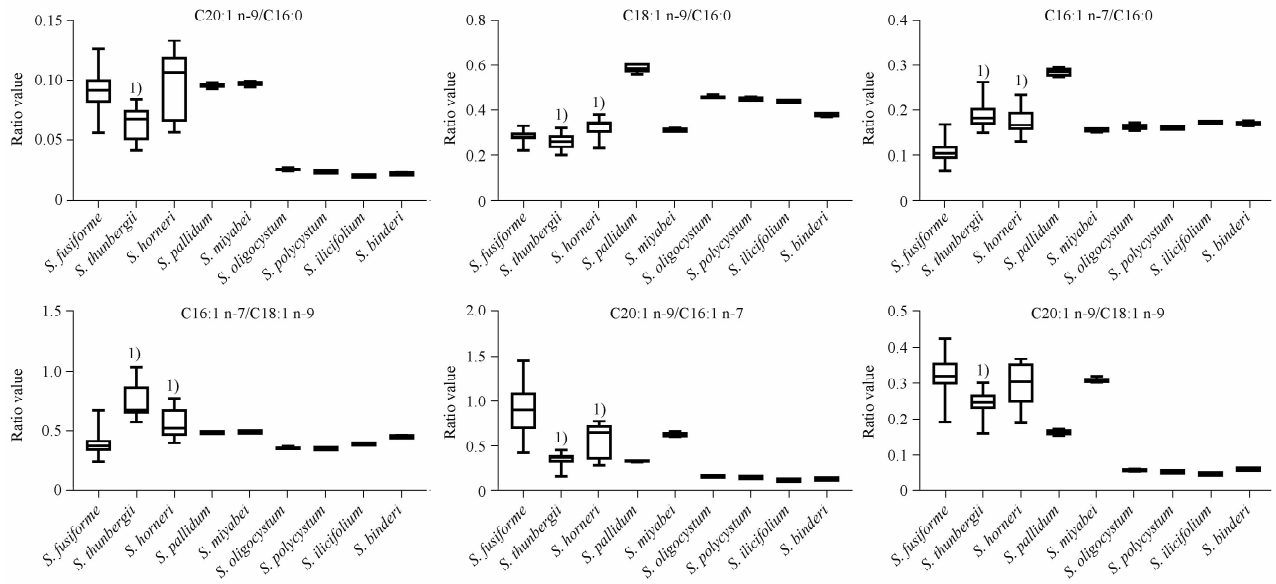 C20:1 n-9/C16:0
Ratio value
0.15
0.10
0.05
0
1)
S. fusiforme
S. thunbergii
S. horneri
S. pallidum
S. miyabei
S. oligocystum
S. polycystum
S. ilicifolium
S. binderi
C18:1 n-9/C16:0
Ratio value
0.8
0.6
0.4
0.2
0
1)
1)
S. fusiforme
S. thunbergii
S. horneri
S. pallidum
S. miyabei
S. oligocystum
S. polycystum
S. ilicifolium
S. binderi
C16:1 n-7/C16:0
Ratio value
0.4
0.3
0.2
0.1
0
1)
1)
S. fusiforme
S. thunbergii
S. horneri
S. pallidum
S. miyabei
S. oligocystum
S. polycystum
S. ilicifolium
S. binderi
C16:1 n-7/C18:1 n-9
Ratio value
1.5
1.0
0.5
0
1)
1)
S. fusiforme
S. thunbergii
S. horneri
S. pallidum
S. miyabei
S. oligocystum
S. polycystum
S. ilicifolium
S. binderi
C20:1 n-9/C16:1 n-7
Ratio value
2.0
1.5
1.0
0.5
0
1)
1)
S. fusiforme
S. thunbergii
S. horneri
S. pallidum
S. miyabei
S. oligocystum
S. polycystum
S. ilicifolium
S. binderi
C20:1 n-9/C18:1 n-9
Ratio value
0.5
0.4
0.3
0.2
0.1
0
1)
S. fusiforme
S. thunbergii
S. horneri
S. pallidum
S. miyabei
S. oligocystum
S. polycystum
S. ilicifolium
S. binderi